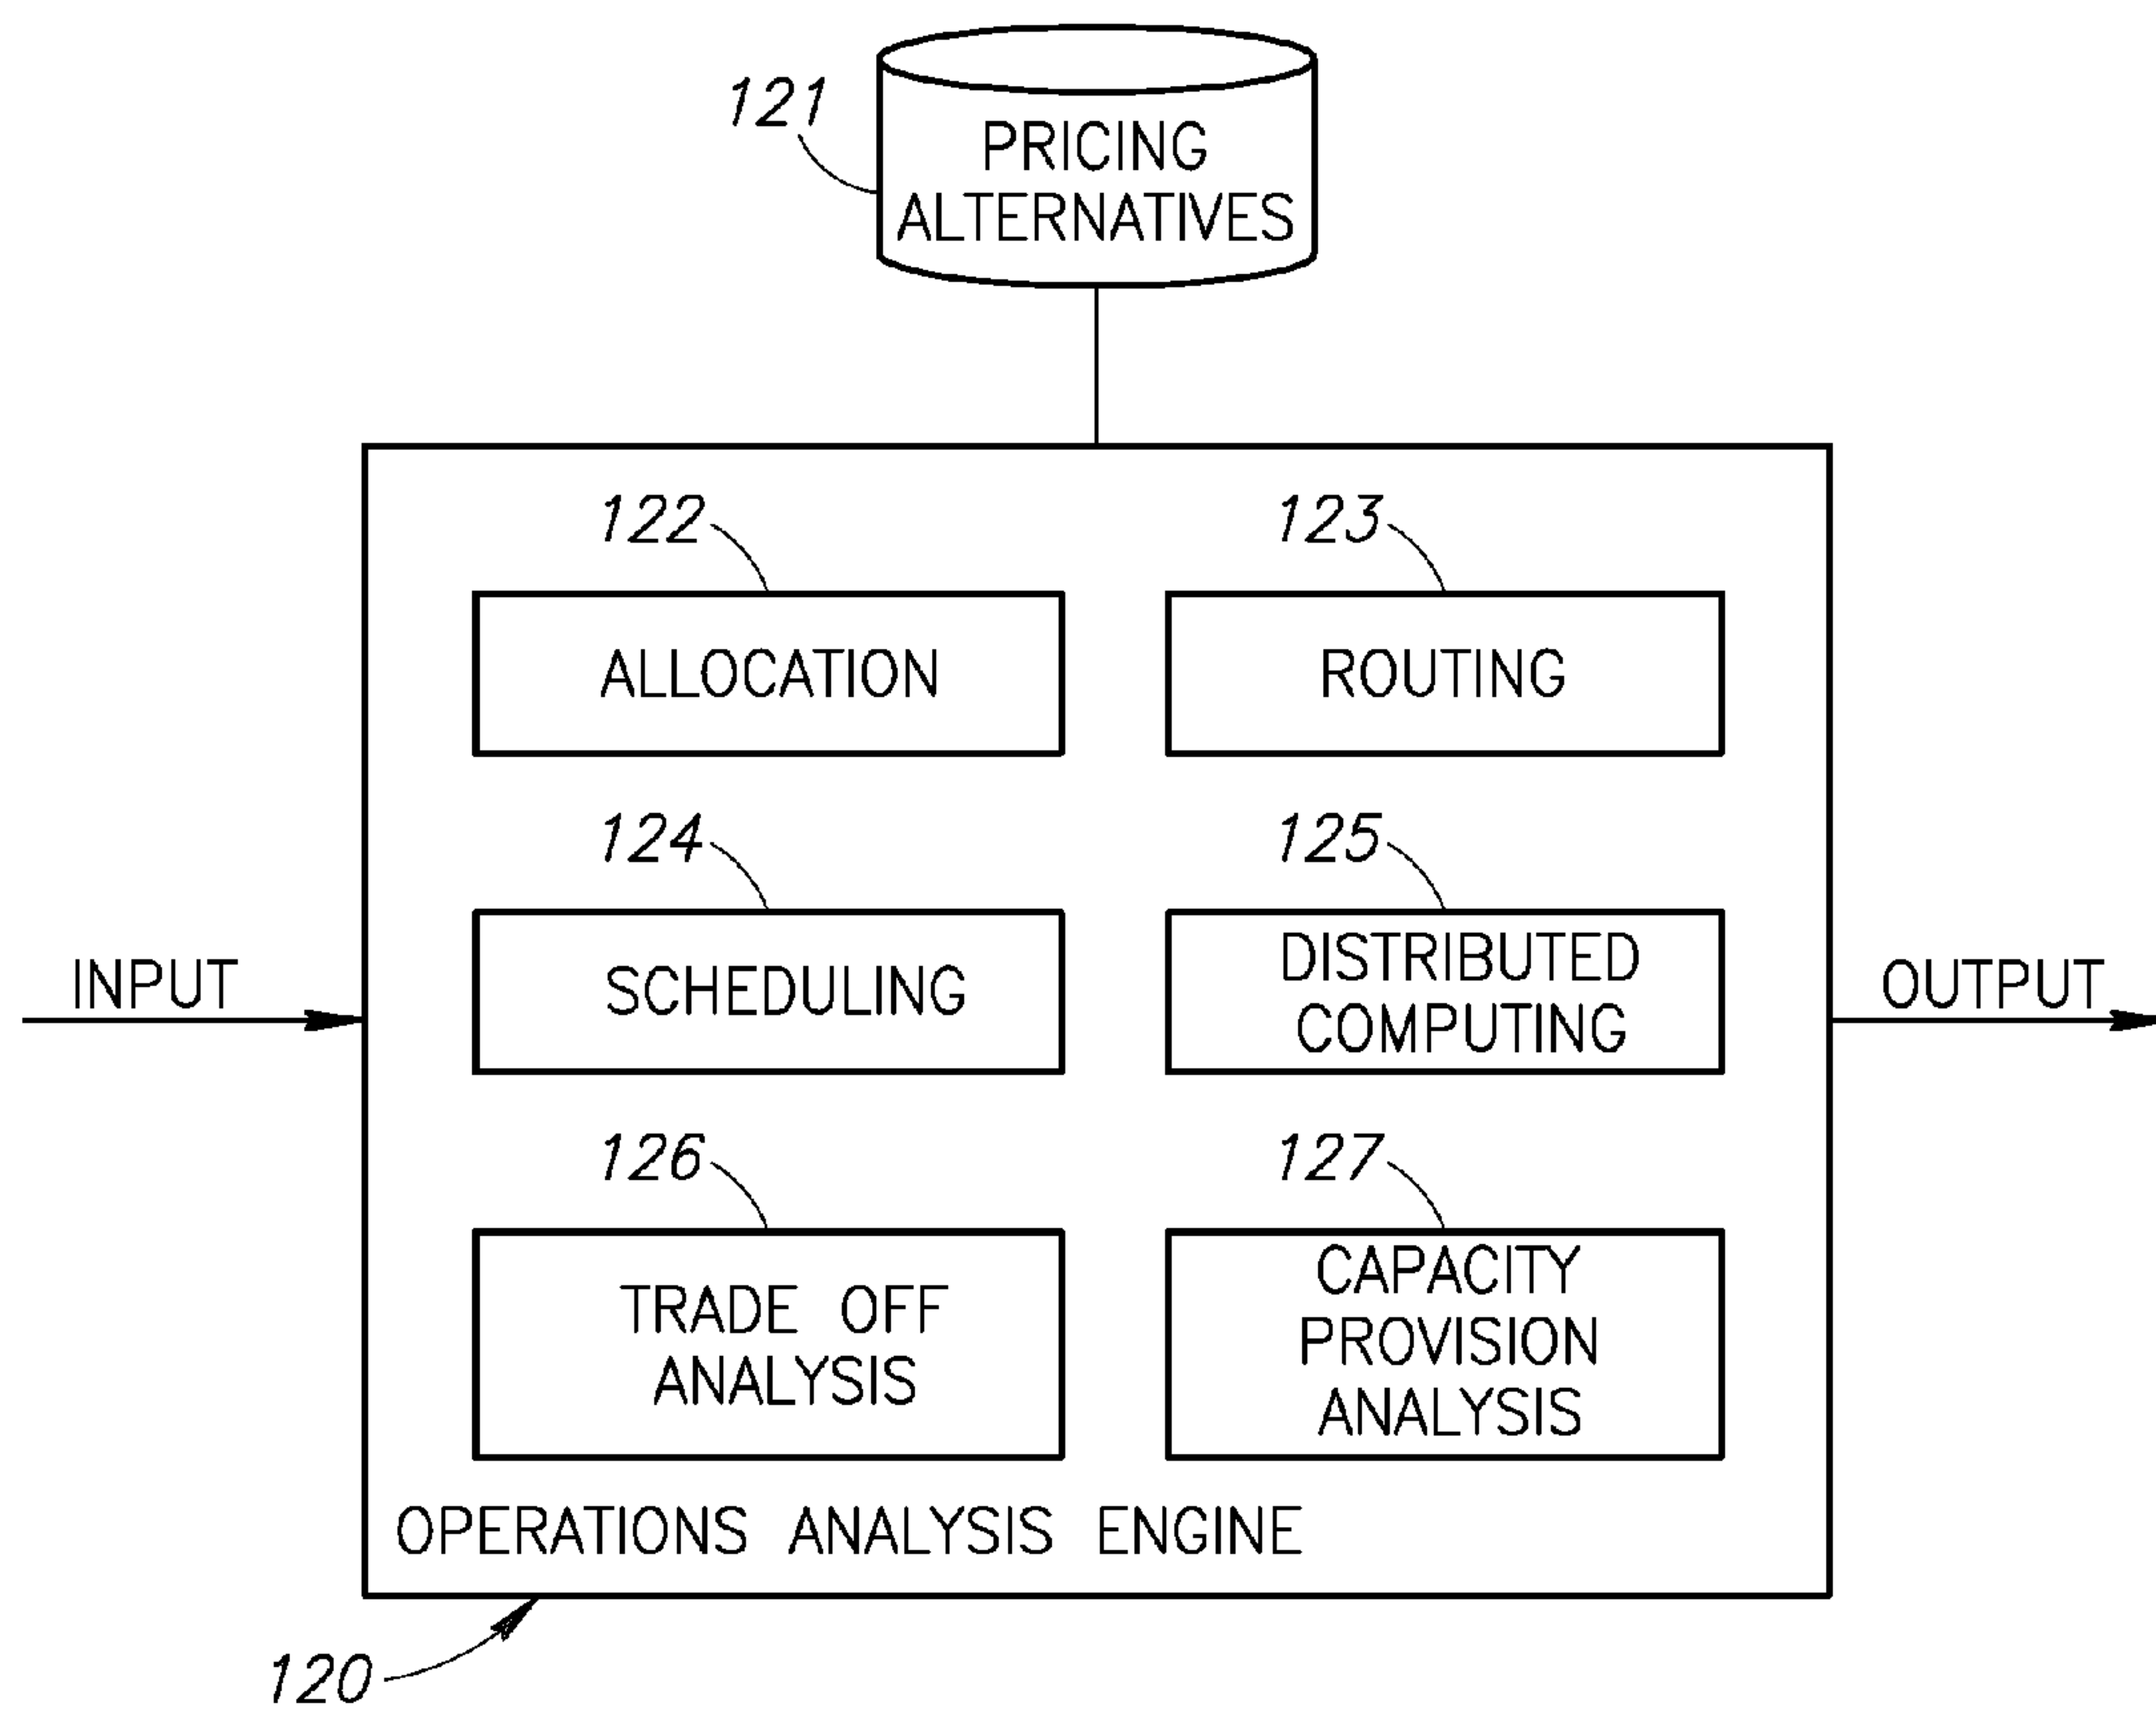 121
PRICING
ALTERNATIVES
122
123
ALLOCATION
ROUTING
124
125
SCHEDULING
DISTRIBUTED
COMPUTING
INPUT
OUTPUT
126
127
TRADE OFF
ANALYSIS
CAPACITY
PROVISION
ANALYSIS
OPERATIONS ANALYSIS ENGINE
120